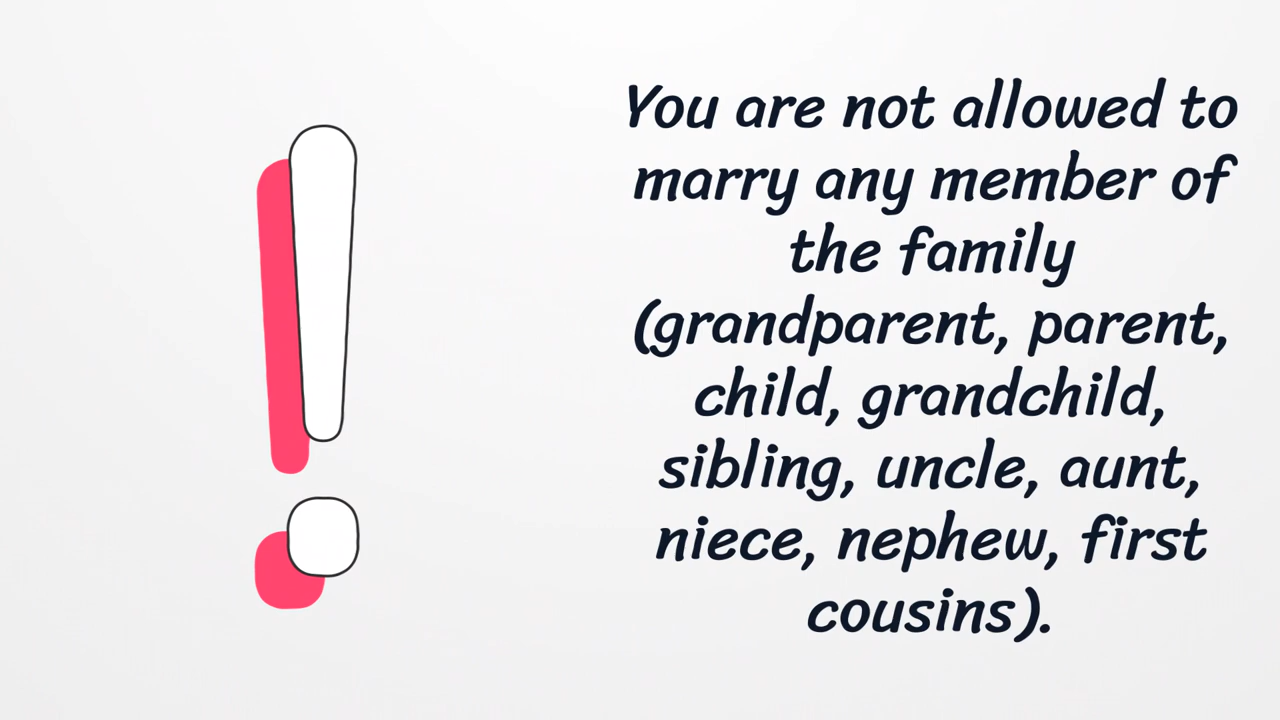 You are not allowed to
marry any member of
the family
(grandparent, parent,
child, grandchild,
sibling, uncle, aunt,
niece, nephew, first
cousins).